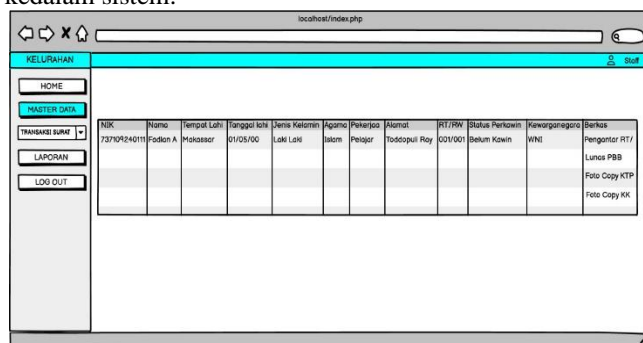 kedalam sistem.
localhost/index.php
KELURAHAN
Staff
HOME
MASTER DATA
TRANSAKSI SURAT
LAPORAN
LOG OUT
NIK Nama Tempat Lahi Tanggal lahi Jenis Kelamin Agama Pekerjaa Alamat RT/RW Status Perkawin Kewarganegara Berkas
737109240111 Fadlan A Makassar 01/05/00 Laki Laki Islam Pelajar Toddopuli Ray 001/001 Belum Kawin WNI Pengantar RT/
Lunas PBB
Foto Copy KTP
Foto Copy KK